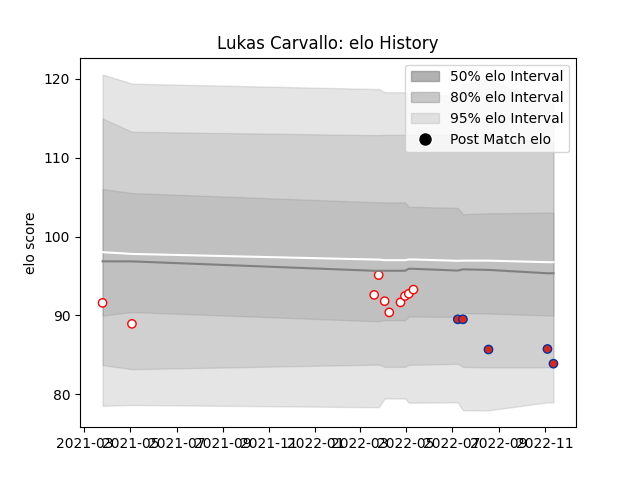 Lukas Carvallo: elo History
120
110
100
90
80
elo score
50% elo Interval
80% elo Interval
95% elo Interval
Post Match elo
2021-03 2021-05 2021-07 2021-09 2021-11 2022-01 2022-03 2022-05 2022-07 2022-09 2022-11